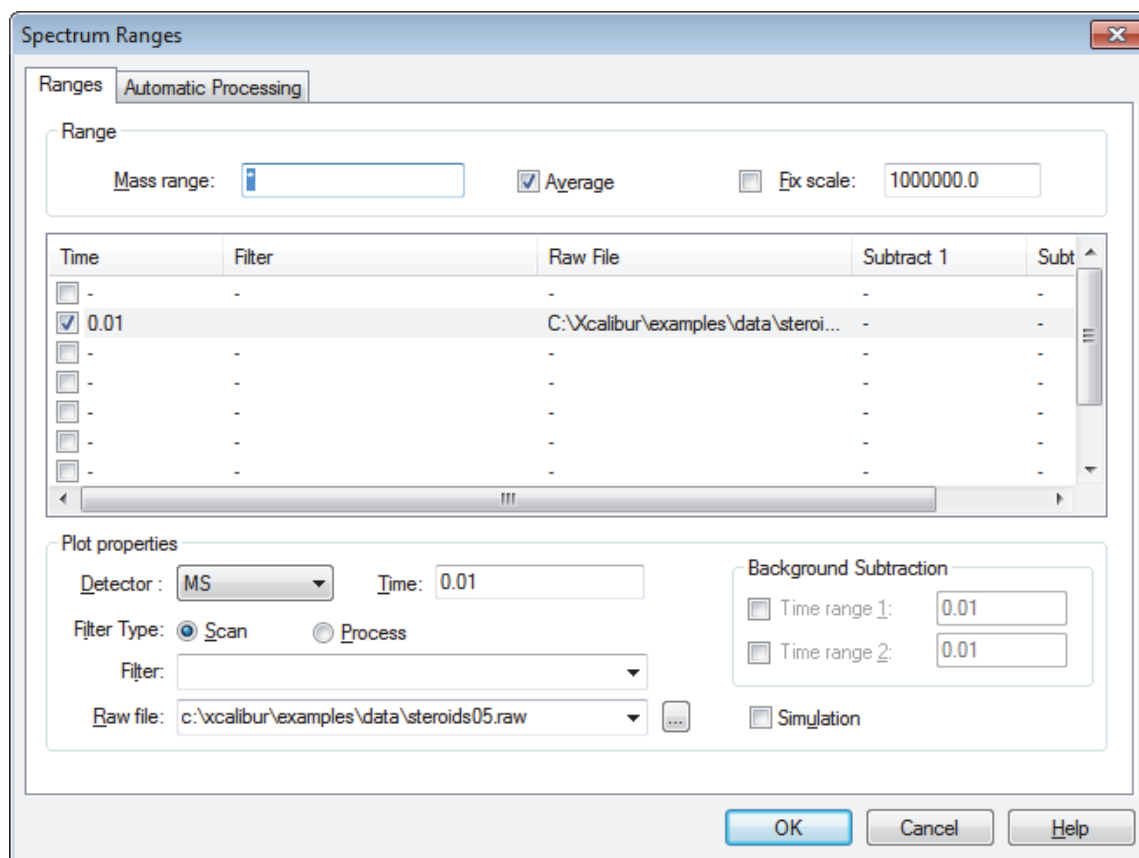 Spectrum Ranges
Ranges Automatic Processing
Range
Mass range: * Average Fix scale: 1000000.0
Time Filter Raw File Subtract 1 Subt
- - - - -
0.01 C:\Xcalibur\examples\data\steroi... - -
- - - - -
- - - - -
- - - - -
- - - - -
- - - - -
Plot properties
Detector : MS Time: 0.01
Background Subtraction
Time range 1: 0.01
Filter Type: Scan Process
Time range 2: 0.01
Filter:
Raw file: c:\xcalibur\examples\data\steroids05.raw ... Simulation
OK Cancel Help